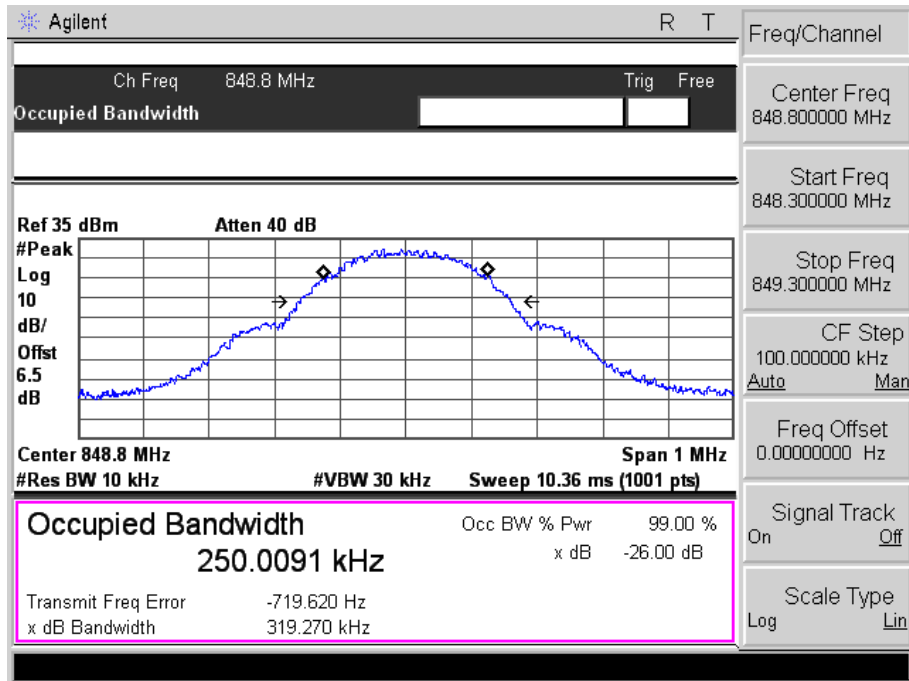 Agilent R T
Ch Freq 848.8 MHz Trig Free
Occupied Bandwidth
Ref 35 dBm Atten 40 dB
#Peak
Log
10
dB/
Offst
6.5
dB
Center 848.8 MHz Span 1 MHz
#Res BW 10 kHz #VBW 30 kHz Sweep 10.36 ms (1001 pts)
Occupied Bandwidth
250.0091 kHz
Occ BW % Pwr 99.00 %
x dB -26.00 dB
Transmit Freq Error -719.620 Hz
x dB Bandwidth 319.270 kHz
Freq/Channel
Center Freq
848.800000 MHz
Start Freq
848.300000 MHz
Stop Freq
849.300000 MHz
CF Step
100.000000 kHz
Auto Man
Freq Offset
0.00000000 Hz
Signal Track
On Off
Scale Type
Log Lin